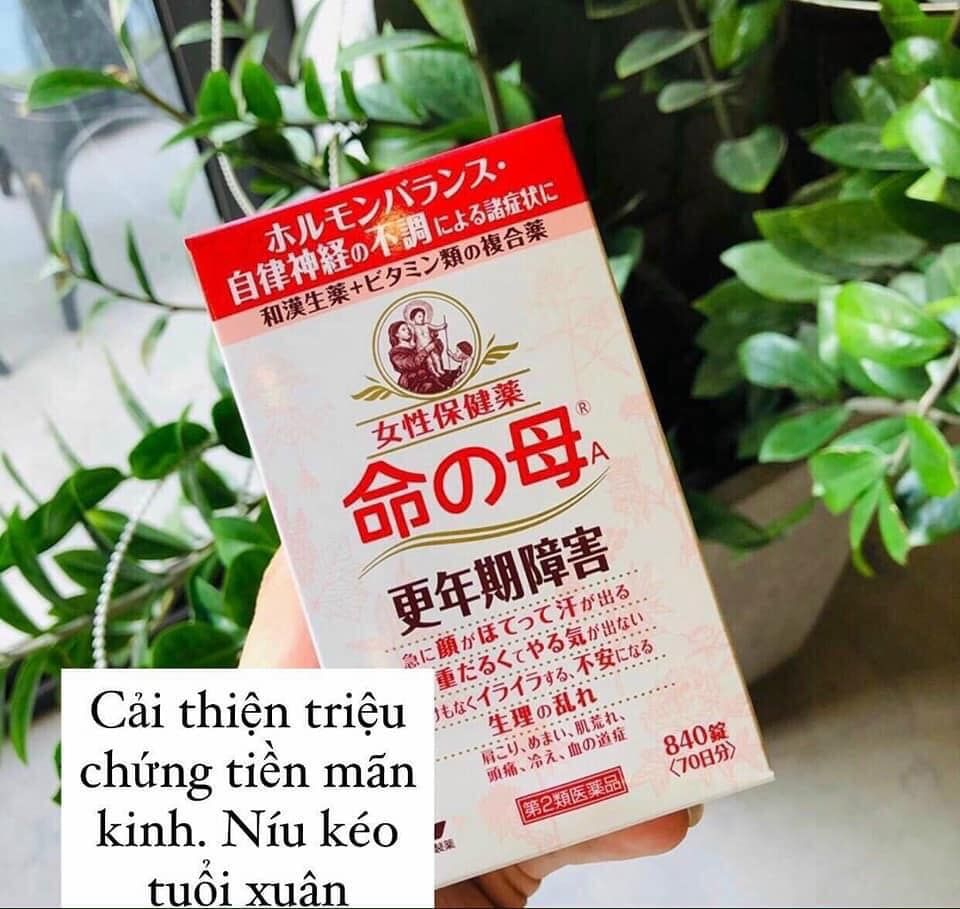 ホルモンバランス・
自律神経の不調による諸症状に
和漢生薬+ビタミン類の複合薬
女性保健薬
命の母®A
更年期障害
急に顔がほてって汗が出る
重たるくてやる気が出ない
もなくイライラする、不安になる
生理の乱れ
肩こり、めまい、肌荒れ、
頭痛、冷え、血の道症
840錠
〈70日分〉
第2類医薬品
製薬
Cải thiện triệu
chứng tiền mãn
kinh. Níu kéo
tuổi xuân